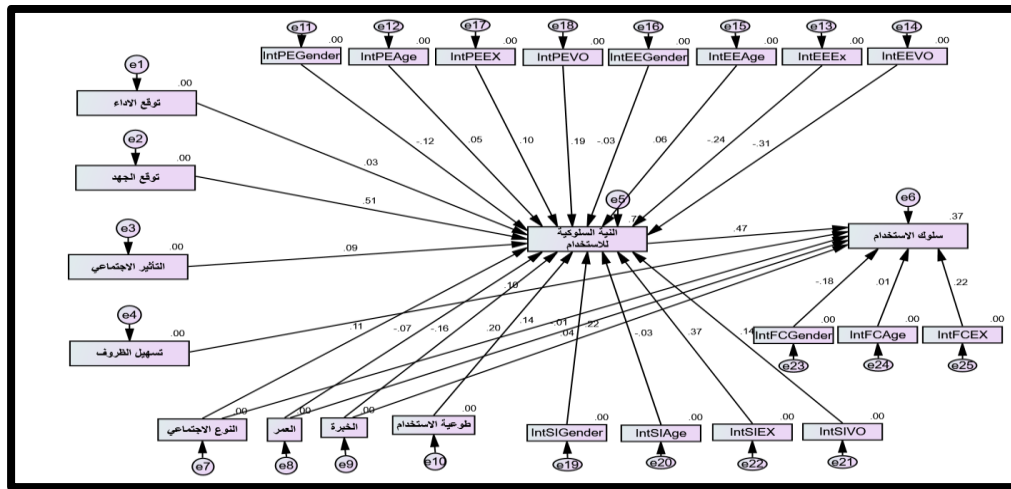 e11 e12 e17 e18 e16 e15 e13 e14
.00 .00 .00 .00 .00 .00 .00 .00
IntPEGender IntPEAge IntPEEX IntPEVO IntEEGender IntEEAge IntEEEx IntEEVO
e1
.00
توقع الاداء
e2
.00
توقع الجهد
e3
.00
التأثير الاجتماعي
e4
.00
تسهيل الظروف
-.12 .05 .10 .19 -.03 .06 -.24 -.31
.03
.51
.09
e5
النية السلوكية
للاستخدام
.47
e6
.37
سلوك الاستخدام
.10
.11 -.07 -.16 .20 .14 -.01 .04 .22 -.03 .37 .14
-.18 .01 .22
.00 .00 .00
IntFCGender IntFCAge IntFCEX
e23 e24 e25
.00 .00 .00 .00
النوع الاجتماعي
العمر
الخبرة
طوعية الاستخدام
e7 e8 e9 e10
.00 .00 .00 .00
IntSIGender IntSIAge IntSIEX IntSIVO
e19 e20 e22 e21